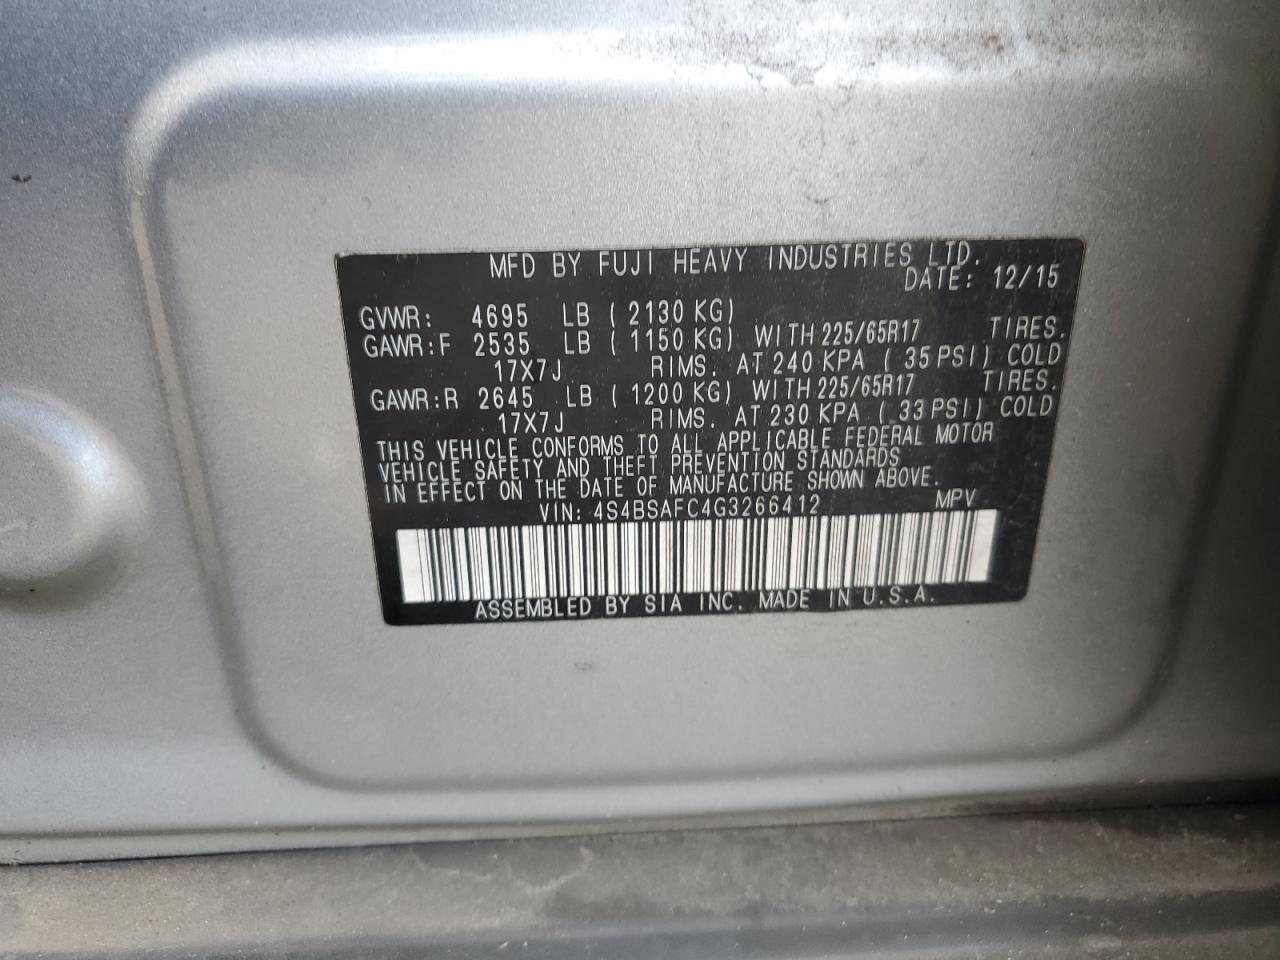 MFD BY FUJI HEAVY INDUSTRIES LTD.
DATE: 12/15
GVWR: 4695 LB ( 2130 KG)
GAWR:F 2535 LB ( 1150 KG) WITH 225/65R17 TIRES.
17X7J RIMS. AT 240 KPA ( 35 PSI) COLD
GAWR:R 2645 LB ( 1200 KG) WITH 225/65R17 TIRES.
17X7J RIMS. AT 230 KPA ( 33 PSI) COLD
THIS VEHICLE CONFORMS TO ALL APPLICABLE FEDERAL MOTOR
VEHICLE SAFETY AND THEFT PREVENTION STANDARDS
IN EFFECT ON THE DATE OF MANUFACTURE SHOWN ABOVE.
VIN: 4S4BSAFC4G3266412 MPV
ASSEMBLED BY SIA INC. MADE IN U.S.A.